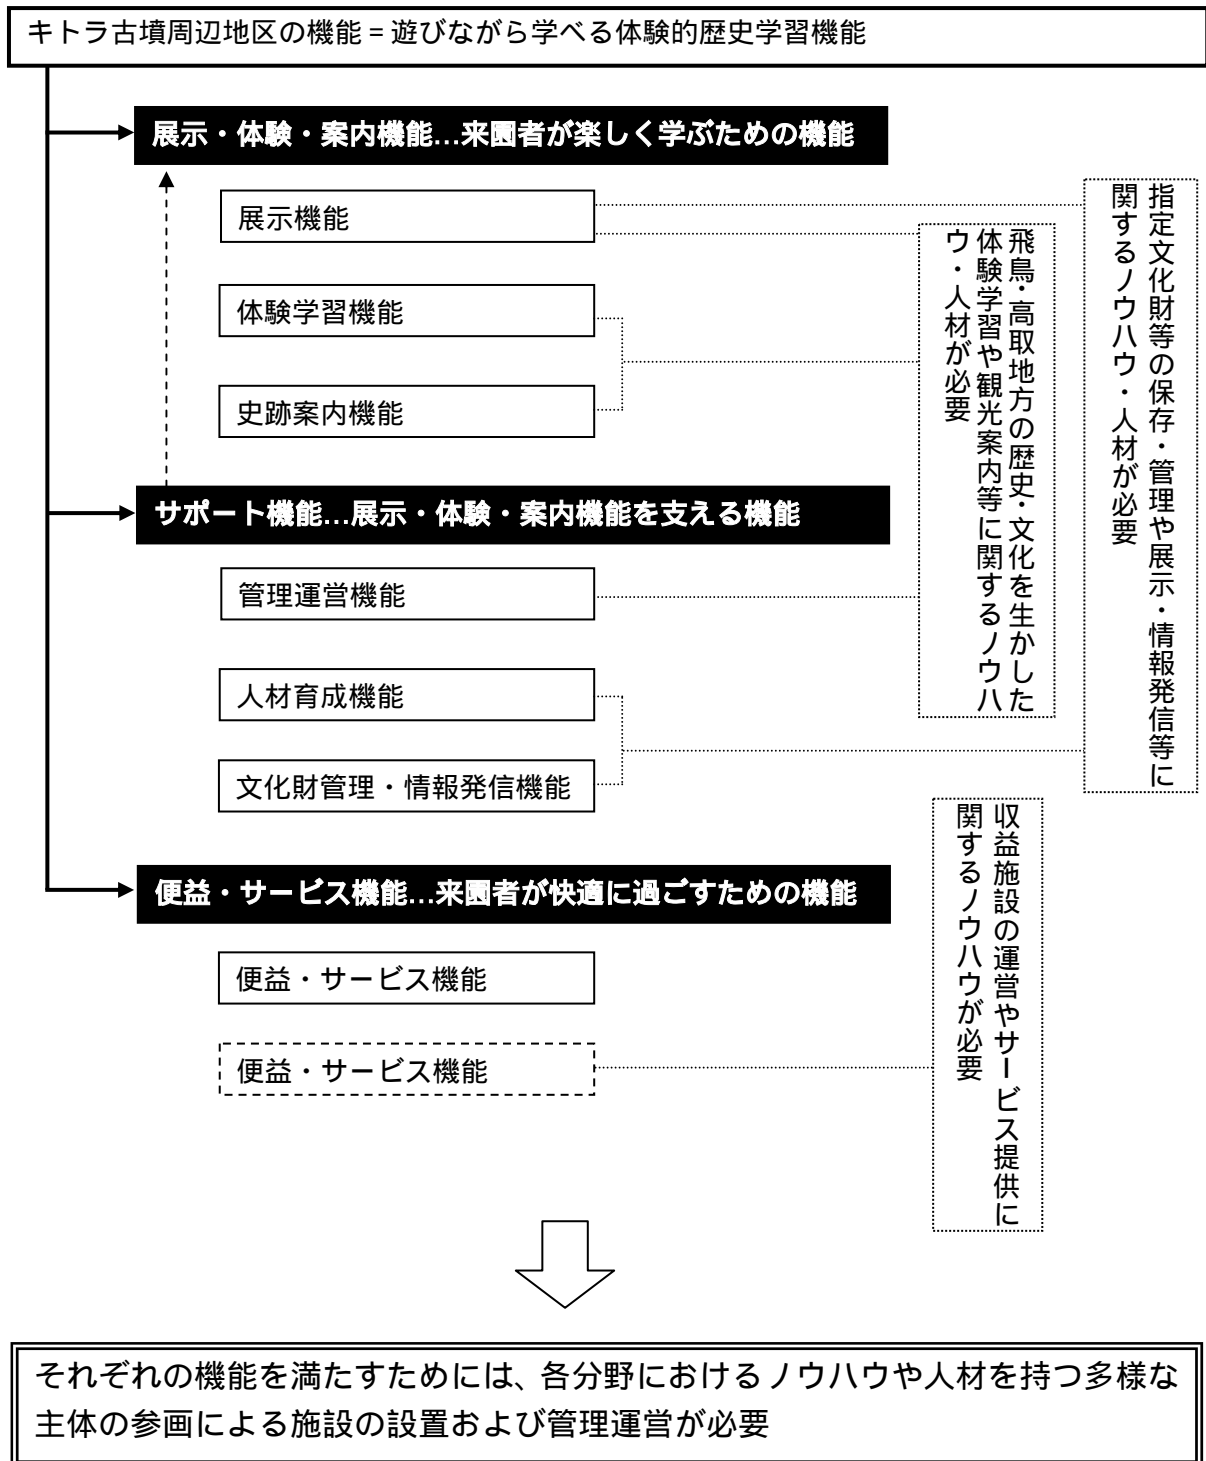 キトラ古墳周辺地区の機能 = 遊びながら学べる体験的歴史学習機能
展示・体験・案内機能…来園者が楽しく学ぶための機能
展示機能
体験学習機能
史跡案内機能
サポート機能…展示・体験・案内機能を支える機能
管理運営機能
人材育成機能
文化財管理・情報発信機能
便益・サービス機能…来園者が快適に過ごすための機能
便益・サービス機能
便益・サービス機能
指定文化財等の保存・管理や展示・情報発信等に
関するノウハウ・人材が必要
飛鳥・高取地方の歴史・文化を生かした
体験学習や観光案内等に関するノウハ
ウ・人材が必要
収益施設の運営やサービス提供に
関するノウハウが必要
それぞれの機能を満たすためには、各分野におけるノウハウや人材を持つ多様な
主体の参画による施設の設置および管理運営が必要